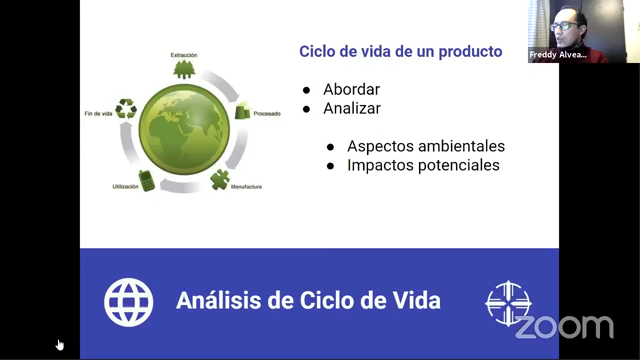 Ciclo de vida de un producto
● Abordar
● Analizar
● Aspectos ambientales
● Impactos potenciales
Extracción
Procesado
Manufactura
Utilización
Fin de vida
Análisis de Ciclo de Vida
Freddy Alvea...
zoom